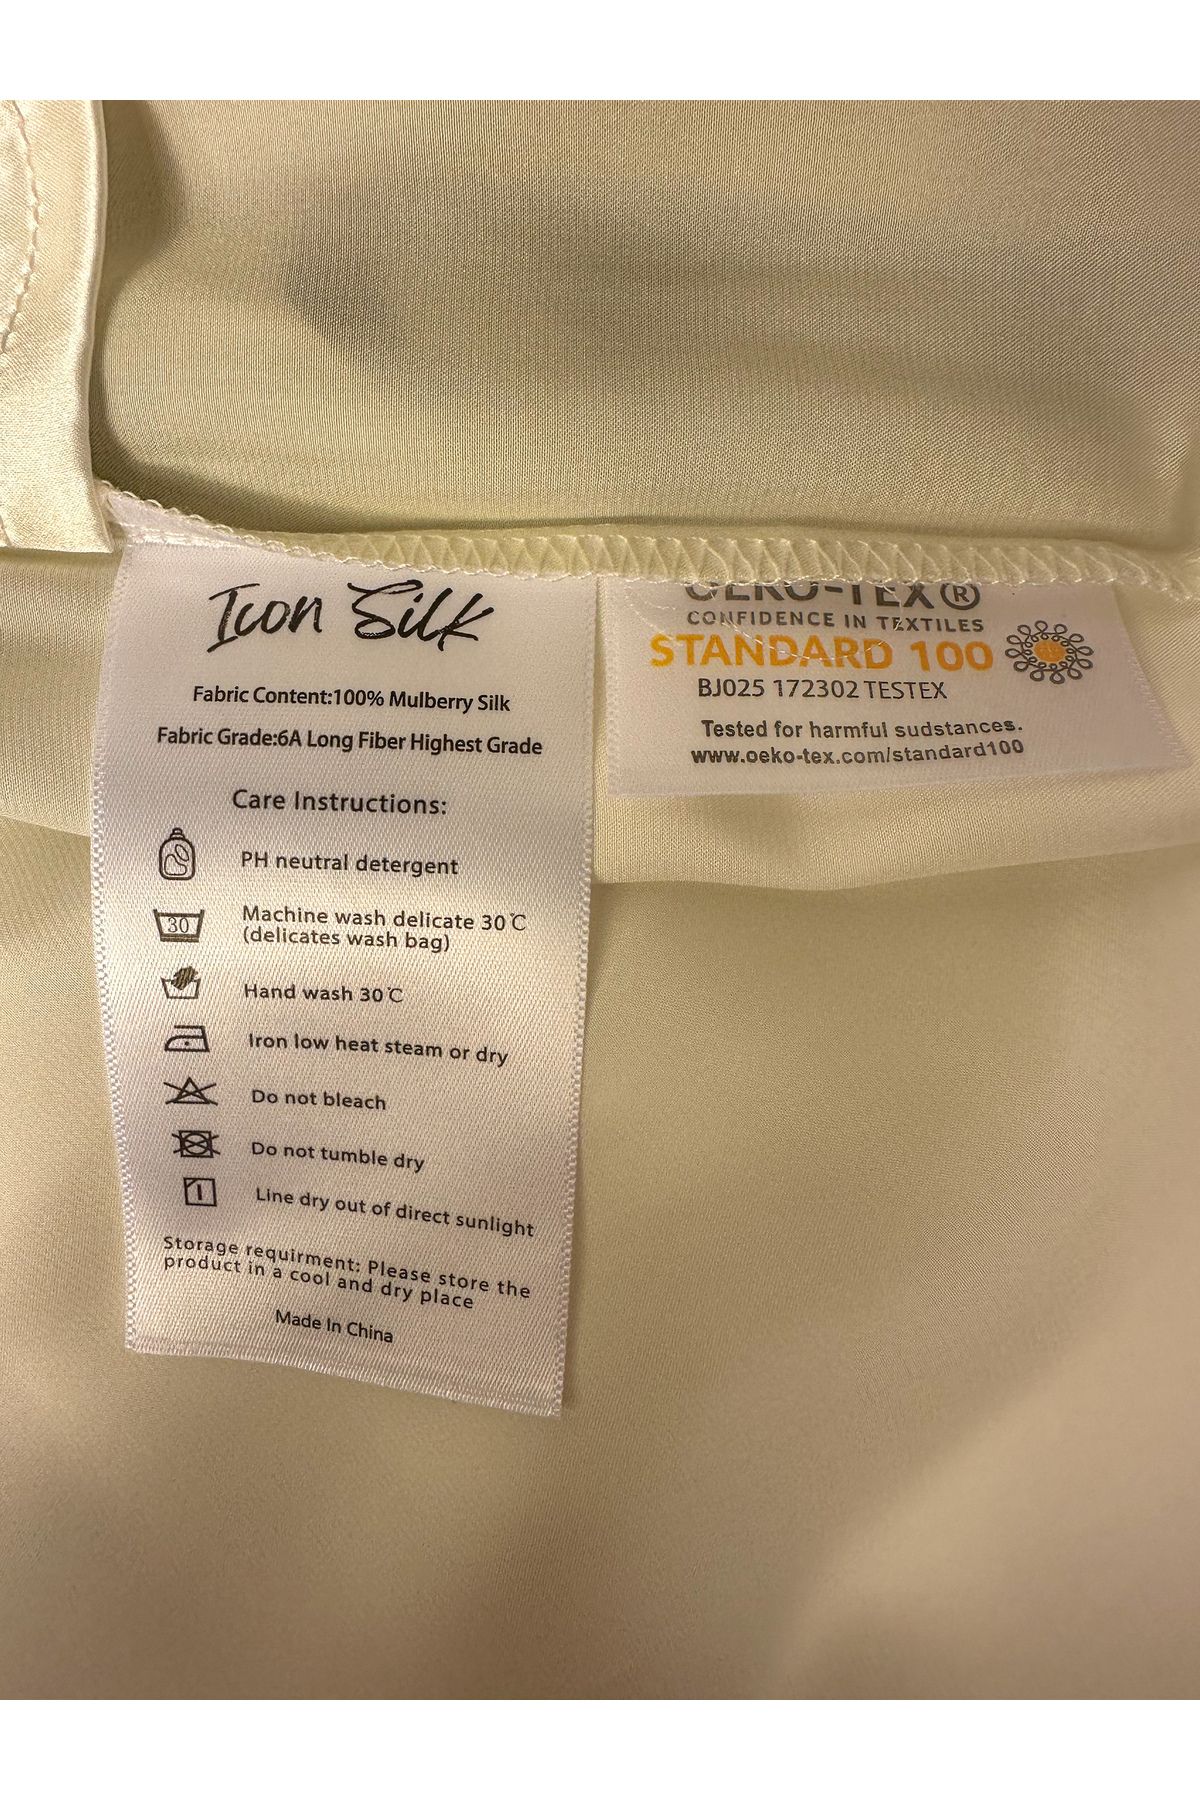 Icon Silk
Fabric Content:100% Mulberry Silk
Fabric Grade:6A Long Fiber Highest Grade
Care Instructions:
PH neutral detergent
30
Machine wash delicate 30℃
(delicates wash bag)
Hand wash 30℃
Iron low heat steam or dry
Do not bleach
Do not tumble dry
Line dry out of direct sunlight
Storage requirment: Please store the
product in a cool and dry place
Made In China
OEKO-TEX®
CONFIDENCE IN TEXTILES
STANDARD 100
BJ025 172302 TESTEX
Tested for harmful sudstances.
www.oeko-tex.com/standard100